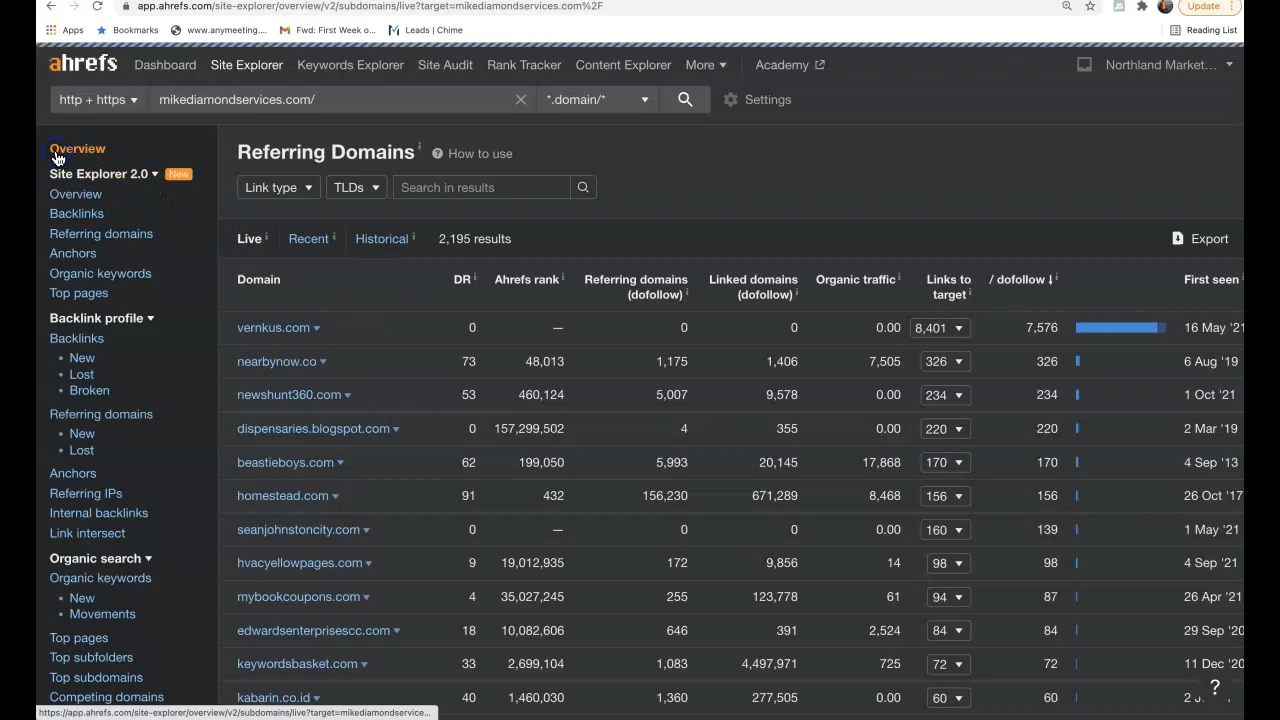 app.ahrefs.com/site-explorer/overview/v2/subdomains/live?target=mikediamondservices.com%2F
Update
Apps
Bookmarks
www.anymeeting....
Fwd: First Week o...
Leads | Chime
Reading List
ahrefs
Dashboard
Site Explorer
Keywords Explorer
Site Audit
Rank Tracker
Content Explorer
More
Academy
Northland Market...
http + https
mikediamondservices.com/
*.domain/*
Settings
Overview
Site Explorer 2.0 New
Overview
Backlinks
Referring domains
Anchors
Organic keywords
Top pages
Backlink profile
Backlinks
• New
• Lost
• Broken
Referring domains
• New
• Lost
Anchors
Referring IPs
Internal backlinks
Link intersect
Organic search
Organic keywords
• New
• Movements
Top pages
Top subfolders
Top subdomains
Competing domains
Referring Domains i ? How to use
Link type
TLDs
Search in results
Live i Recent i Historical i 2,195 results
Export
Domain DR i Ahrefs rank i Referring domains (dofollow) i Linked domains (dofollow) i Organic traffic i Links to target i / dofollow ↓ i First seen
vernkus.com 0 — 0 0 0.00 8,401 7,576 16 May '21
nearbynow.co 73 48,013 1,175 1,406 7,505 326 326 6 Aug '19
newshunt360.com 53 460,124 5,007 9,578 0.00 234 234 1 Oct '21
dispensaries.blogspot.com 0 157,299,502 4 355 0.00 220 220 2 Mar '19
beastieboys.com 62 199,050 5,993 20,145 17,868 170 170 4 Sep '13
homestead.com 91 432 156,230 671,289 8,468 156 156 26 Oct '17
seanjohnstoncity.com 0 — 0 0 0.00 160 139 1 May '21
hvacyellowpages.com 9 19,012,935 172 9,856 14 98 98 4 Sep '21
mybookcoupons.com 4 35,027,245 255 123,778 61 94 87 26 Apr '21
edwardsenterprisescc.com 18 10,082,606 646 391 2,524 84 84 29 Sep '20
keywordsbasket.com 33 2,699,104 1,083 4,497,971 725 72 72 11 Dec '20
kabarin.co.id 40 1,460,030 1,360 277,505 0.00 60 60
?
https://app.ahrefs.com/site-explorer/overview/v2/subdomains/live?target=mikediamondservice...